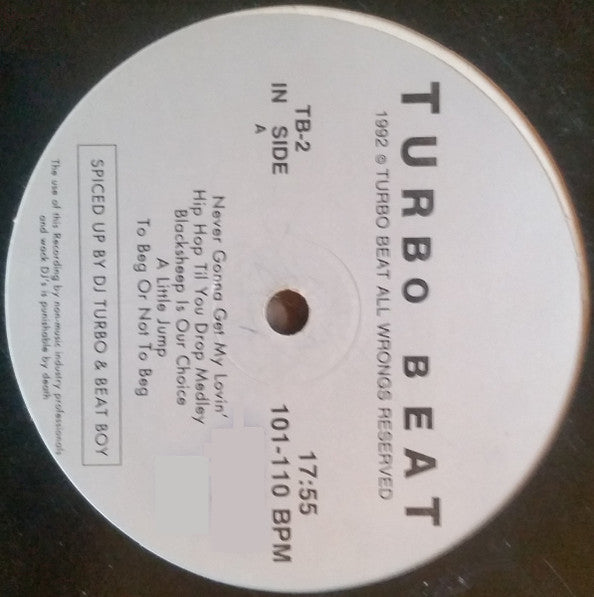 TURBO BEAT
1992 © TURBO BEAT ALL WRONGS RESERVED
TB-2
17:55
IN SIDE
101-110 BPM
A
Never Gonna Get My Lovin'
Hip Hop Til You Drop Medley
Blacksheep Is Our Choice
A Little Jump
To Beg Or Not To Beg
SPICED UP BY DJ TURBO & BEAT BOY
The use of this Recording by non-music industry professionals
and wack DJ's is punishable by death